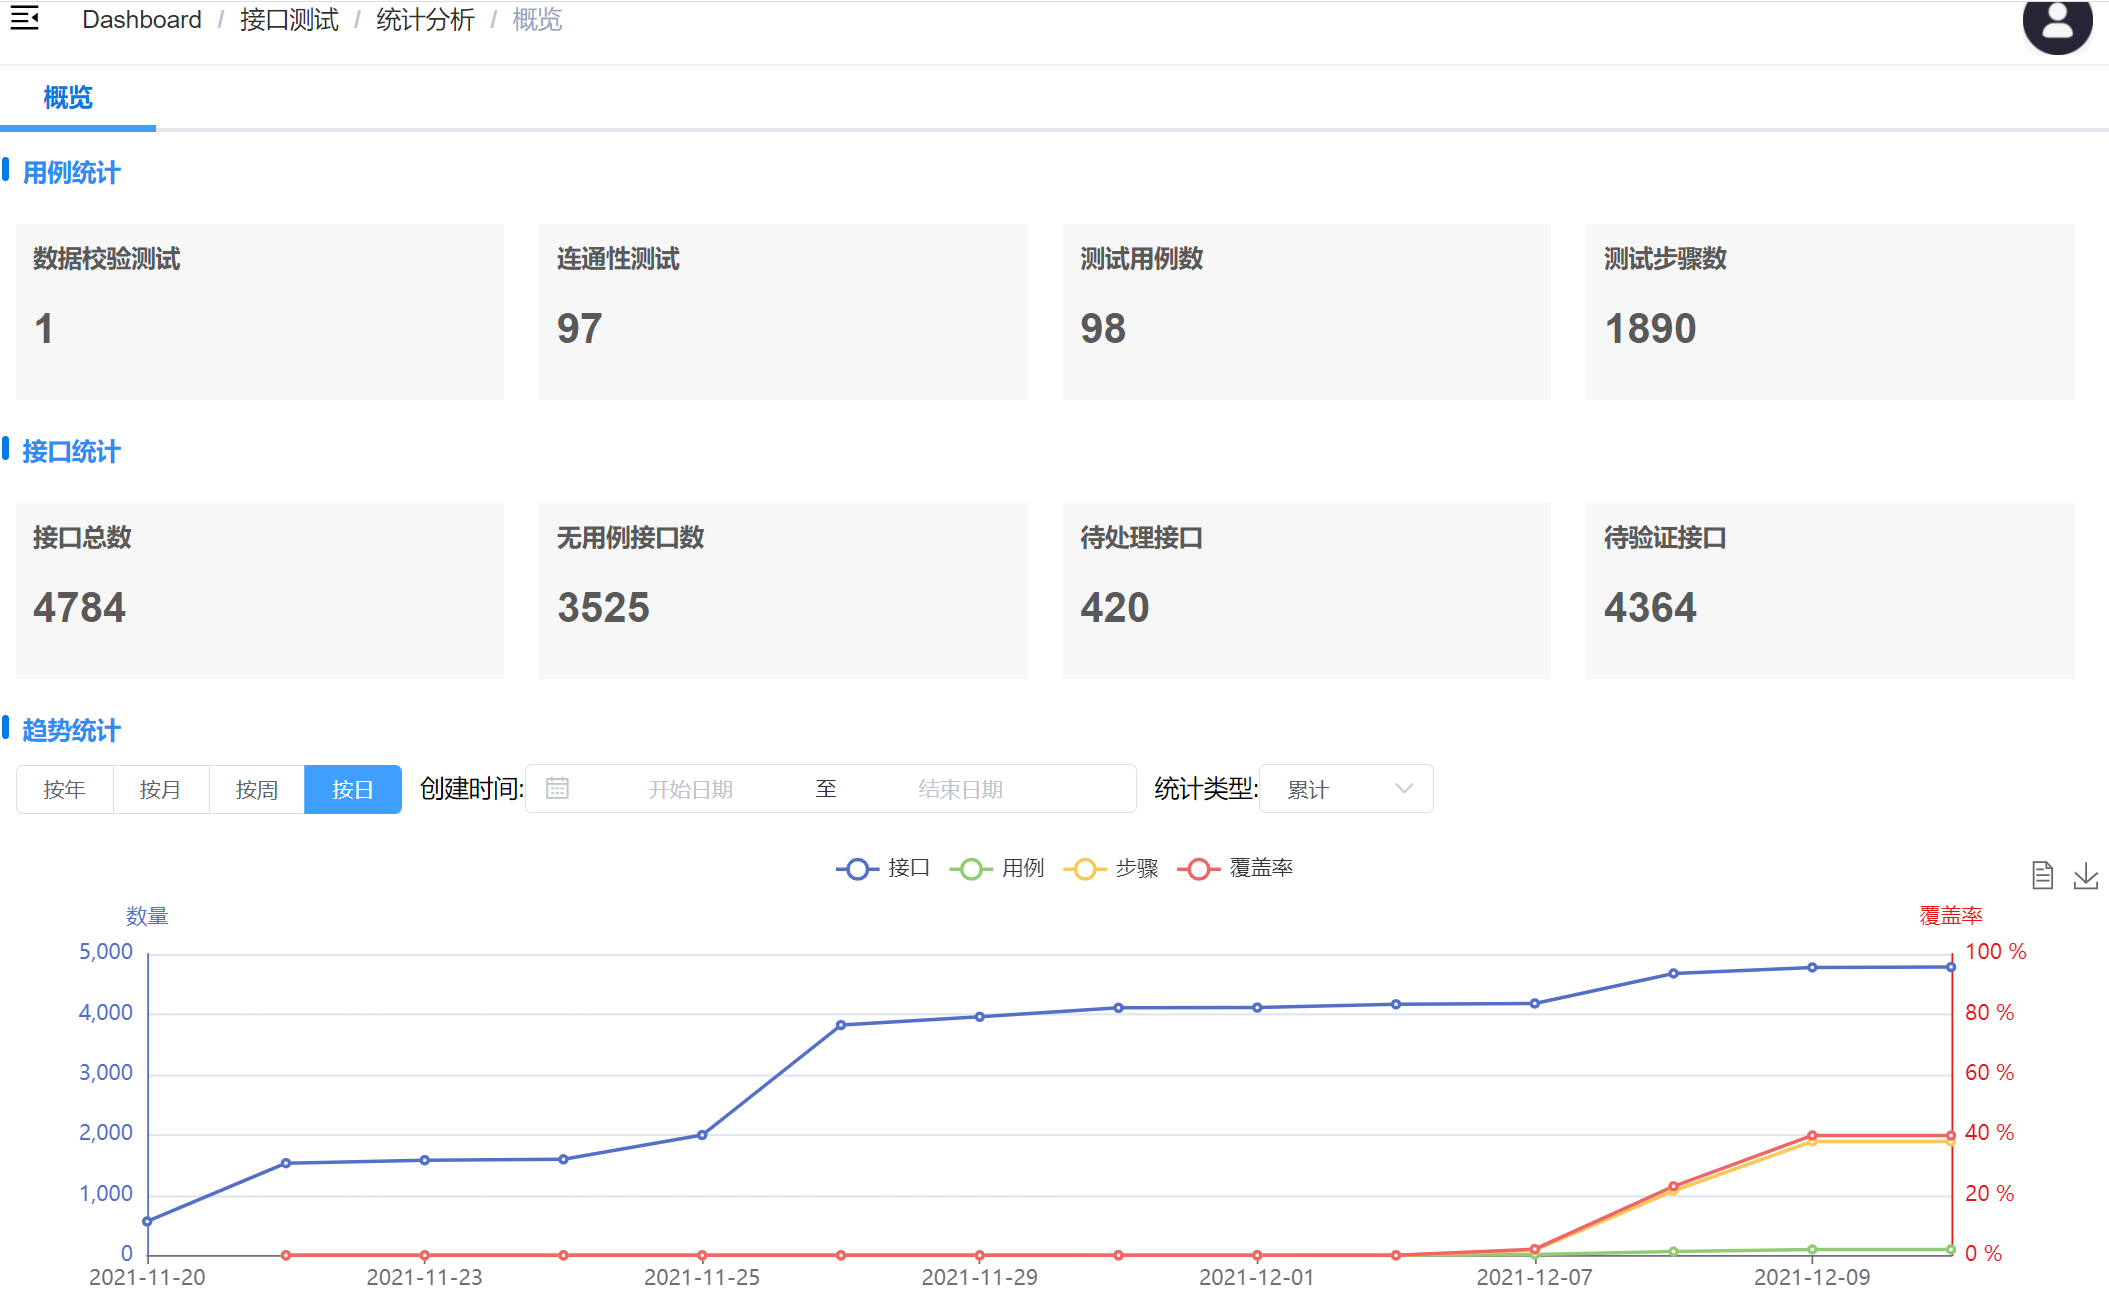 Dashboard / 接口测试 / 统计分析 / 概览
概览
用例统计
数据校验测试 连通性测试 测试用例数 测试步骤数
1 97 98 1890
接口统计
接口总数 无用例接口数 待处理接口 待验证接口
4784 3525 420 4364
趋势统计
按年 按月 按周 按日 创建时间: 开始日期 至 结束日期 统计类型: 累计
接口 用例 步骤 覆盖率
数量 覆盖率
5,000 100 %
4,000 80 %
3,000 60 %
2,000 40 %
1,000 20 %
0 0 %
2021-11-20 2021-11-23 2021-11-25 2021-11-29 2021-12-01 2021-12-07 2021-12-09